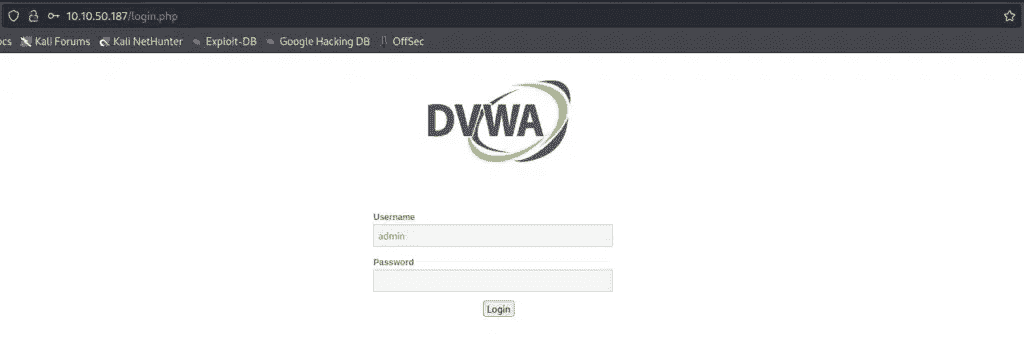 10.10.50.187/login.php
ocs Kali Forums Kali NetHunter Exploit-DB Google Hacking DB OffSec
DVWA
Username
admin
Password
Login